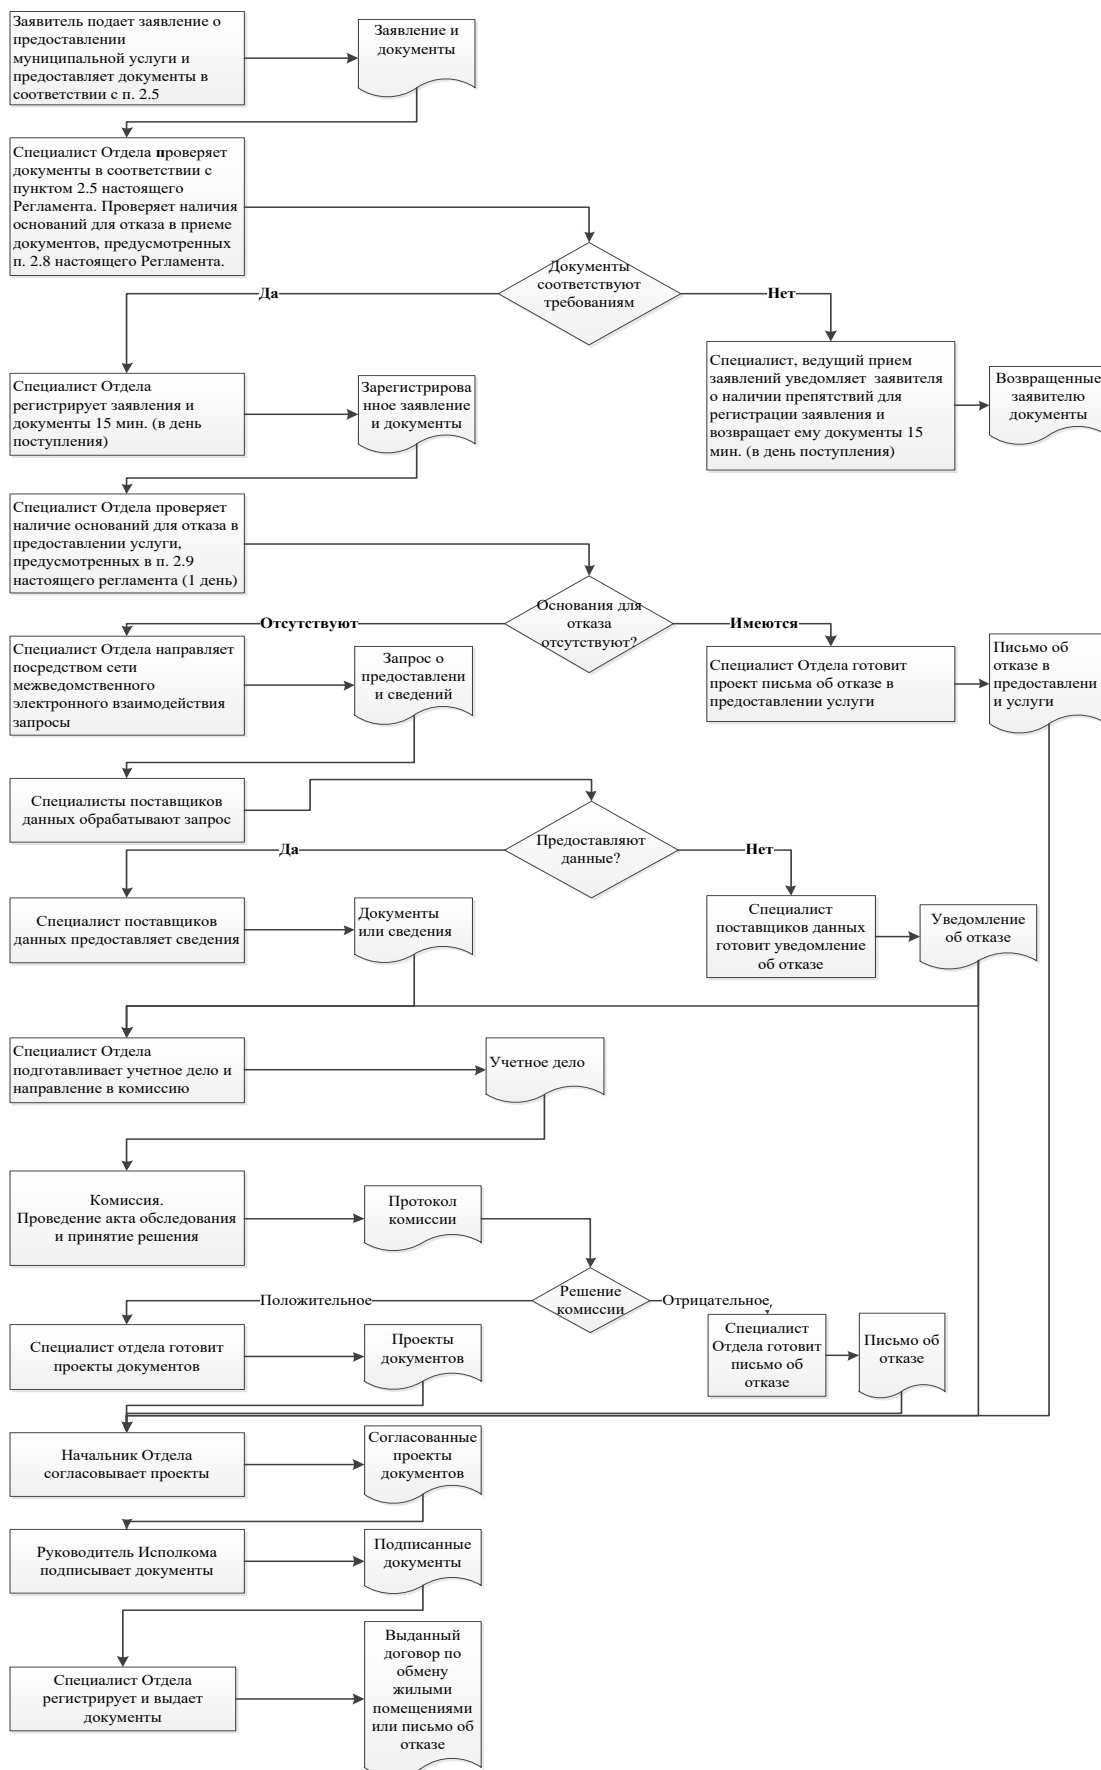 Заявитель подает заявление о
предоставлении
муниципальной услуги и
предоставляет документы в
соответствии с п. 2.5
Заявление и
документы
Специалист Отдела проверяет
документы в соответствии с
пунктом 2.5 настоящего
Регламента. Проверяет наличия
оснований для отказа в приеме
документов, предусмотренных
п. 2.8 настоящего Регламента.
Документы
соответствуют
требованиям
Да
Нет
Специалист Отдела
регистрирует заявления и
документы 15 мин. (в день
поступления)
Зарегистрирова
нное заявление
и документы
Специалист, ведущий прием
заявлений уведомляет заявителя
о наличии препятствий для
регистрации заявления и
возвращает ему документы 15
мин. (в день поступления)
Возвращенные
заявителю
документы
Специалист Отдела проверяет
наличие оснований для отказа в
предоставлении услуги,
предусмотренных в п. 2.9
настоящего регламента (1 день)
Основания для
отказа
отсутствуют?
Отсутствуют
Имеются
Специалист Отдела направляет
посредством сети
межведомственного
электронного взаимодействия
запросы
Запрос о
предоставлени
и сведений
Специалист Отдела готовит
проект письма об отказе в
предоставлении услуги
Письмо об
отказе в
предоставлени
и услуги
Специалисты поставщиков
данных обрабатывают запрос
Предоставляют
данные?
Да
Нет
Специалист поставщиков
данных предоставляет сведения
Документы
или сведения
Специалист
поставщиков данных
готовит уведомление
об отказе
Уведомление
об отказе
Специалист Отдела
подготавливает учетное дело и
направление в комиссию
Учетное дело
Комиссия.
Проведение акта обследования
и принятие решения
Протокол
комиссии
Решение
комиссии
Положительное
Отрицательное,
Специалист отдела готовит
проекты документов
Проекты
документов
Специалист
Отдела готовит
письмо об
отказе
Письмо об
отказе
Начальник Отдела
согласовывает проекты
Согласованные
проекты
документов
Руководитель Исполкома
подписывает документы
Подписанные
документы
Специалист Отдела
регистрирует и выдает
документы
Выданный
договор по
обмену
жилыми
помещениями
или письмо об
отказе